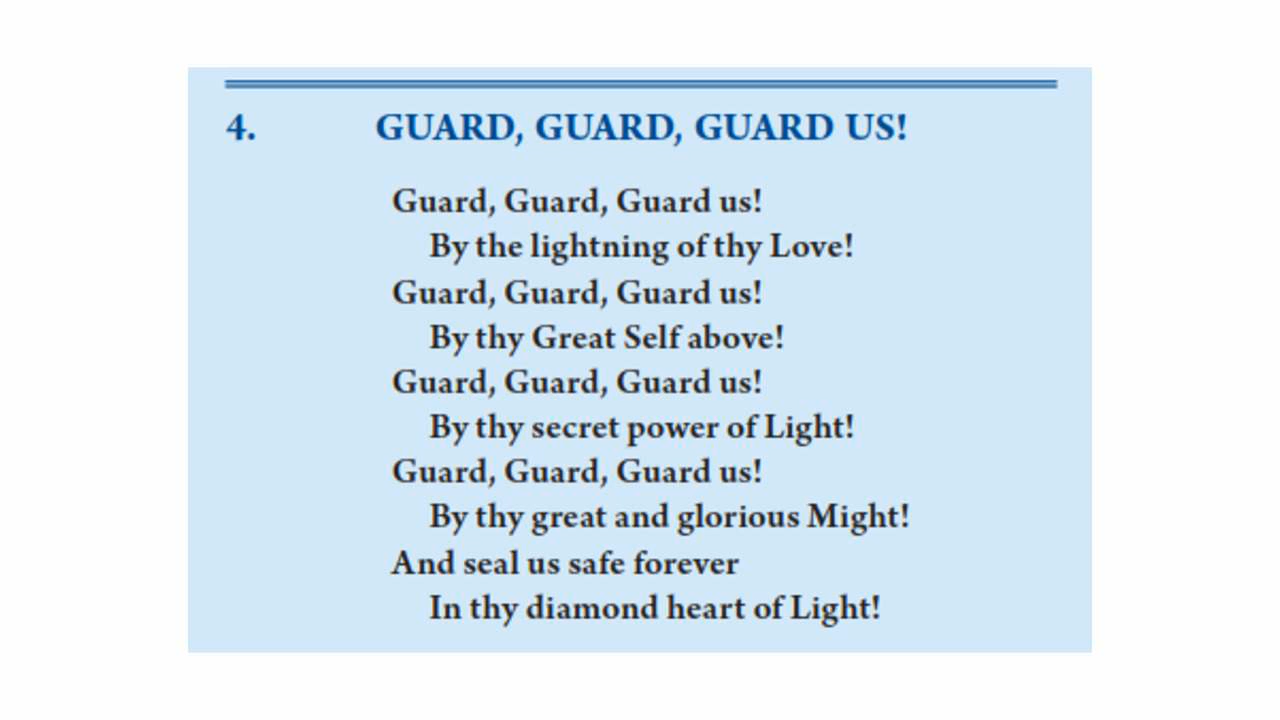 4. GUARD, GUARD, GUARD US!
Guard, Guard, Guard us!
By the lightning of thy Love!
Guard, Guard, Guard us!
By thy Great Self above!
Guard, Guard, Guard us!
By thy secret power of Light!
Guard, Guard, Guard us!
By thy great and glorious Might!
And seal us safe forever
In thy diamond heart of Light!